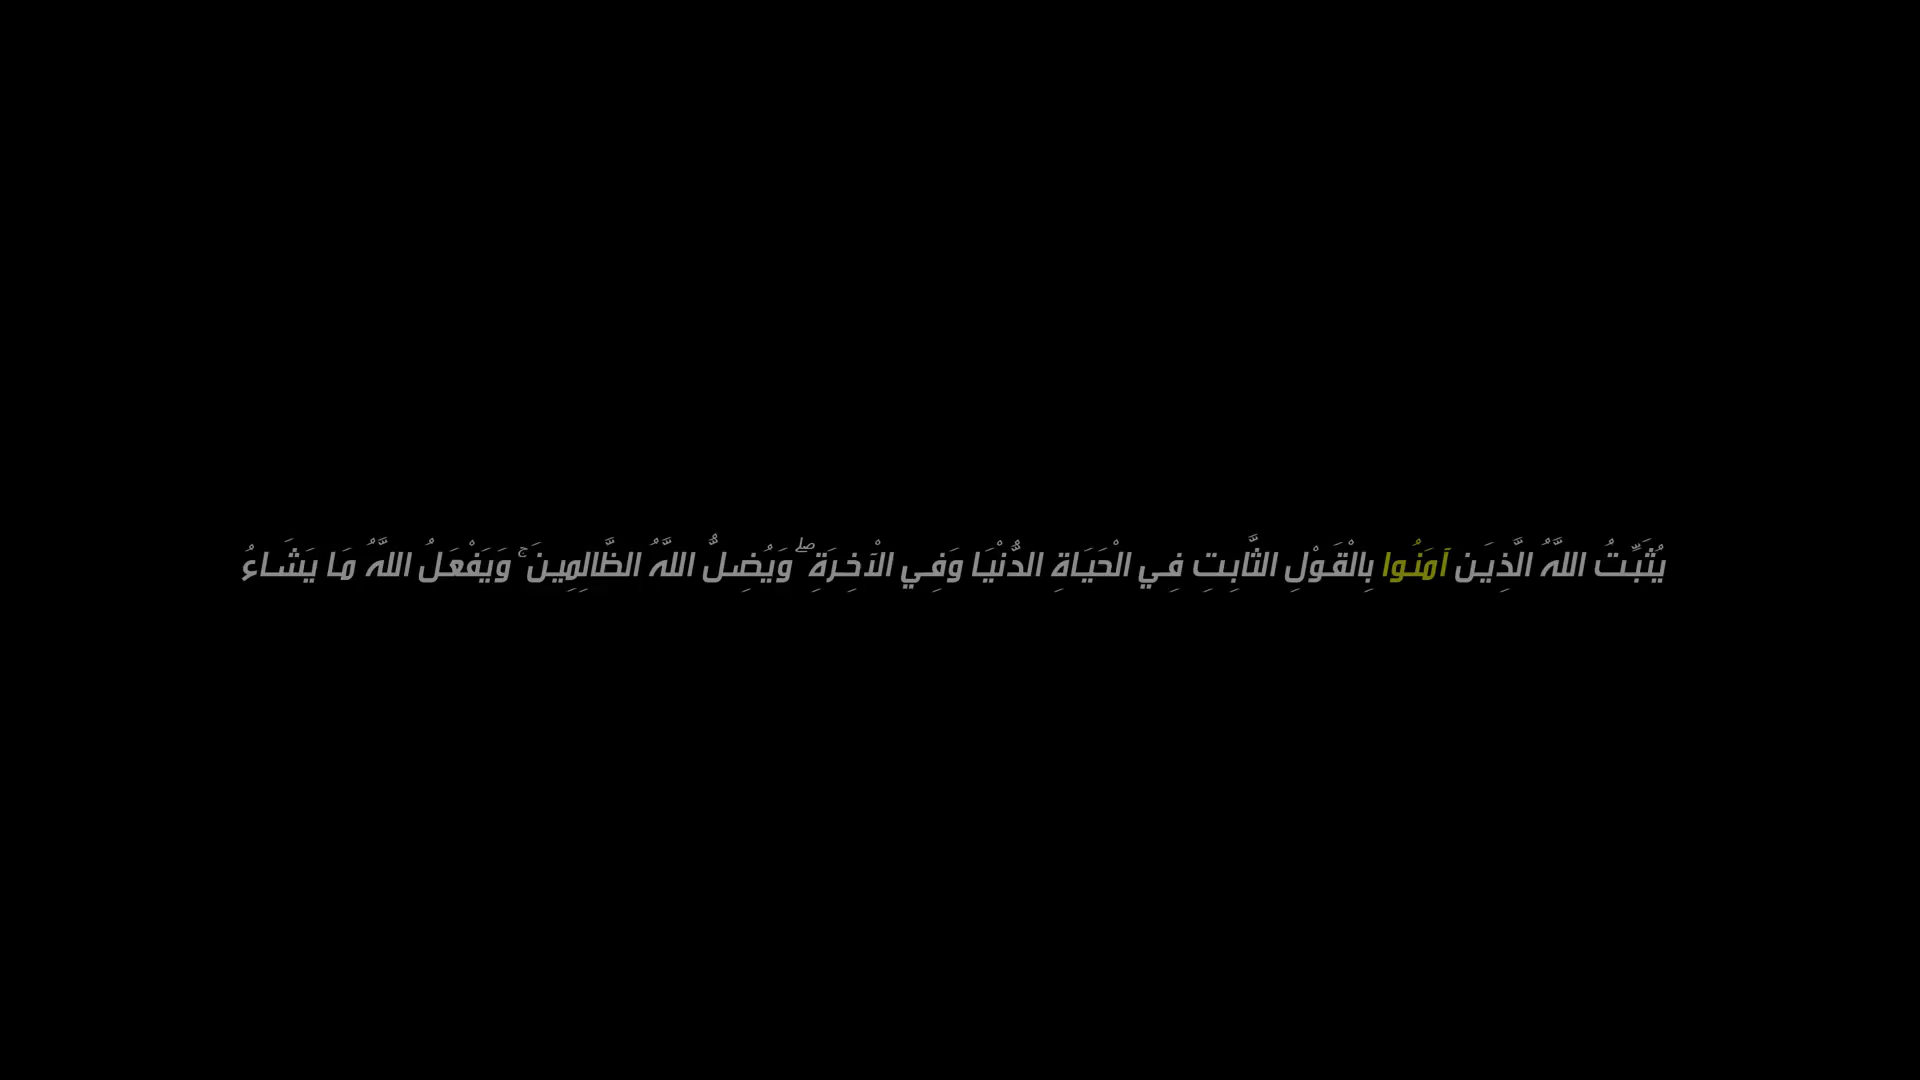 يُثَبِّتُ اللَّهُ الَّذِينَ آمَنُوا بِالْقَوْلِ الثَّابِتِ فِي الْحَيَاةِ الدُّنْيَا وَفِي الْآخِرَةِ ۖ وَيُضِلُّ اللَّهُ الظَّالِمِينَ ۚ وَيَفْعَلُ اللَّهُ مَا يَشَاءُ